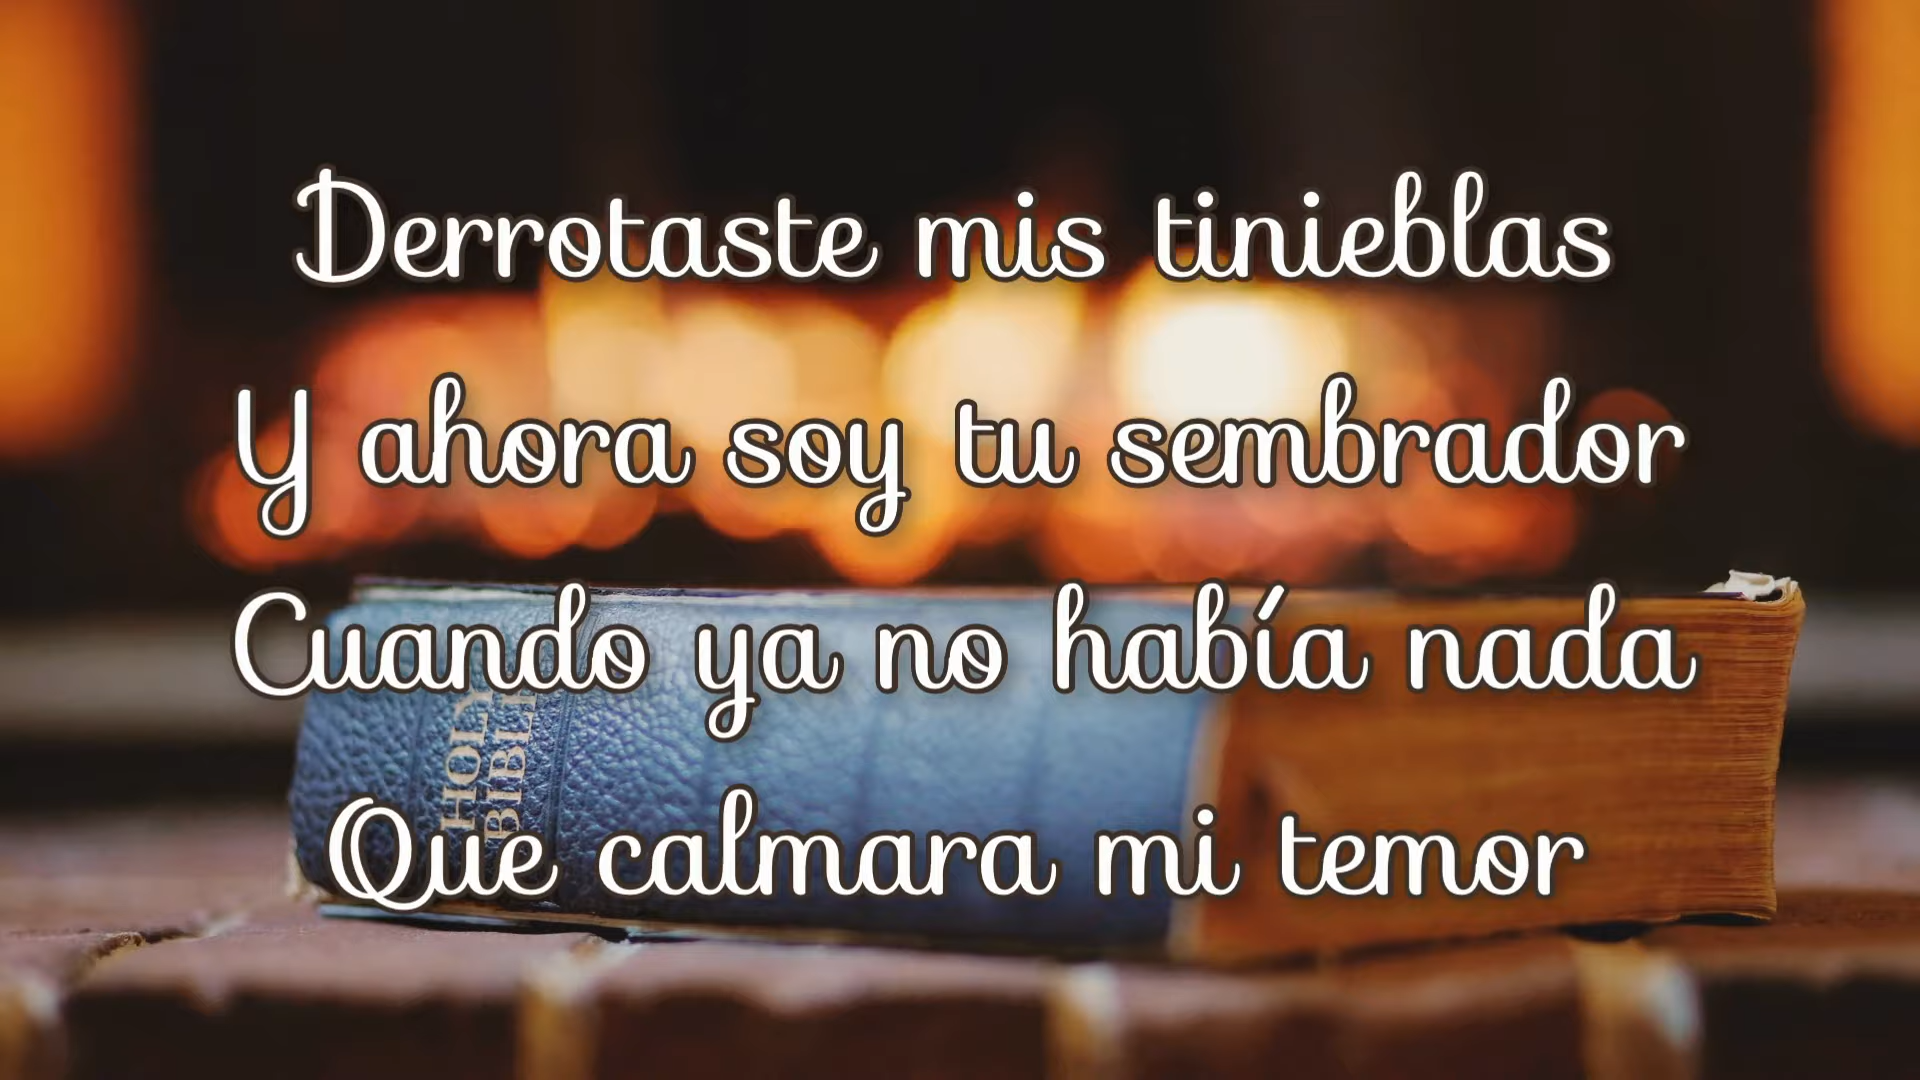 Derrotaste mis tinieblas
Y ahora soy tu sembrador
Cuando ya no había nada
Que calmara mi temor
HOLY
BIBLE